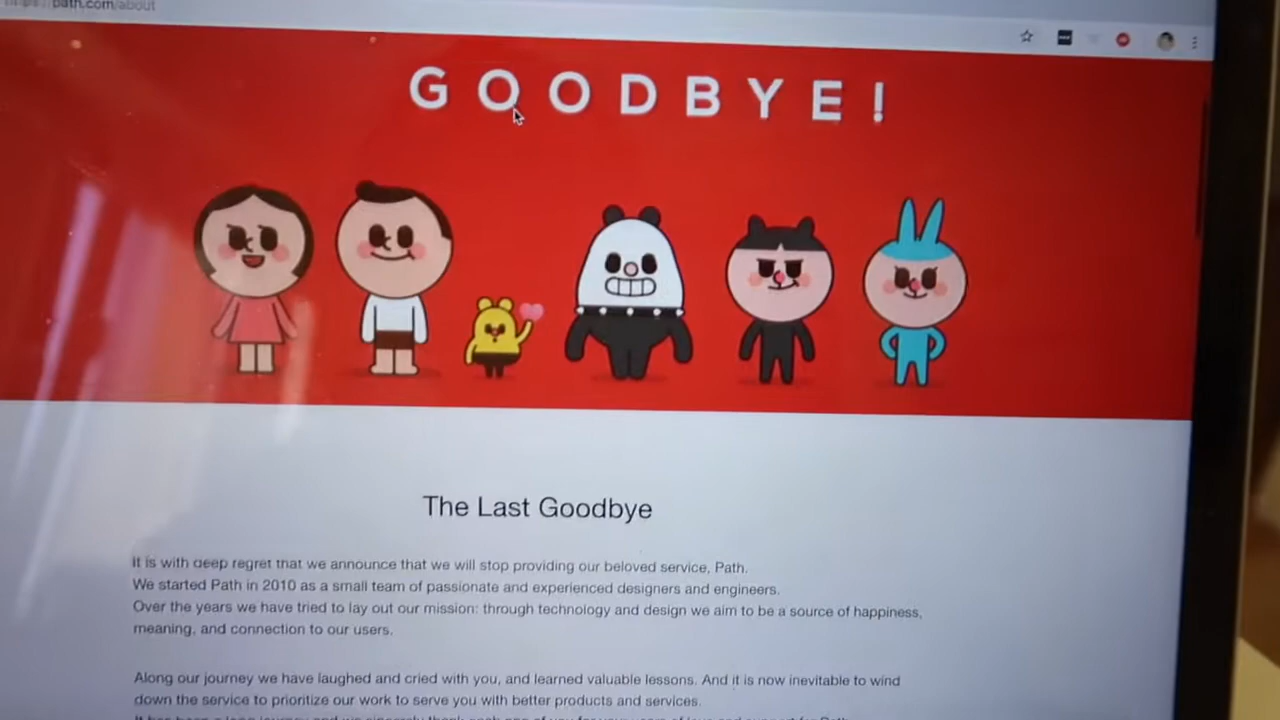 path.com/about
GOODBYE!
The Last Goodbye
It is with deep regret that we announce that we will stop providing our beloved service, Path.
We started Path in 2010 as a small team of passionate and experienced designers and engineers.
Over the years we have tried to lay out our mission: through technology and design we aim to be a source of happiness,
meaning, and connection to our users.
Along our journey we have laughed and cried with you, and learned valuable lessons. And it is now inevitable to wind
down the service to prioritize our work to serve you with better products and services.